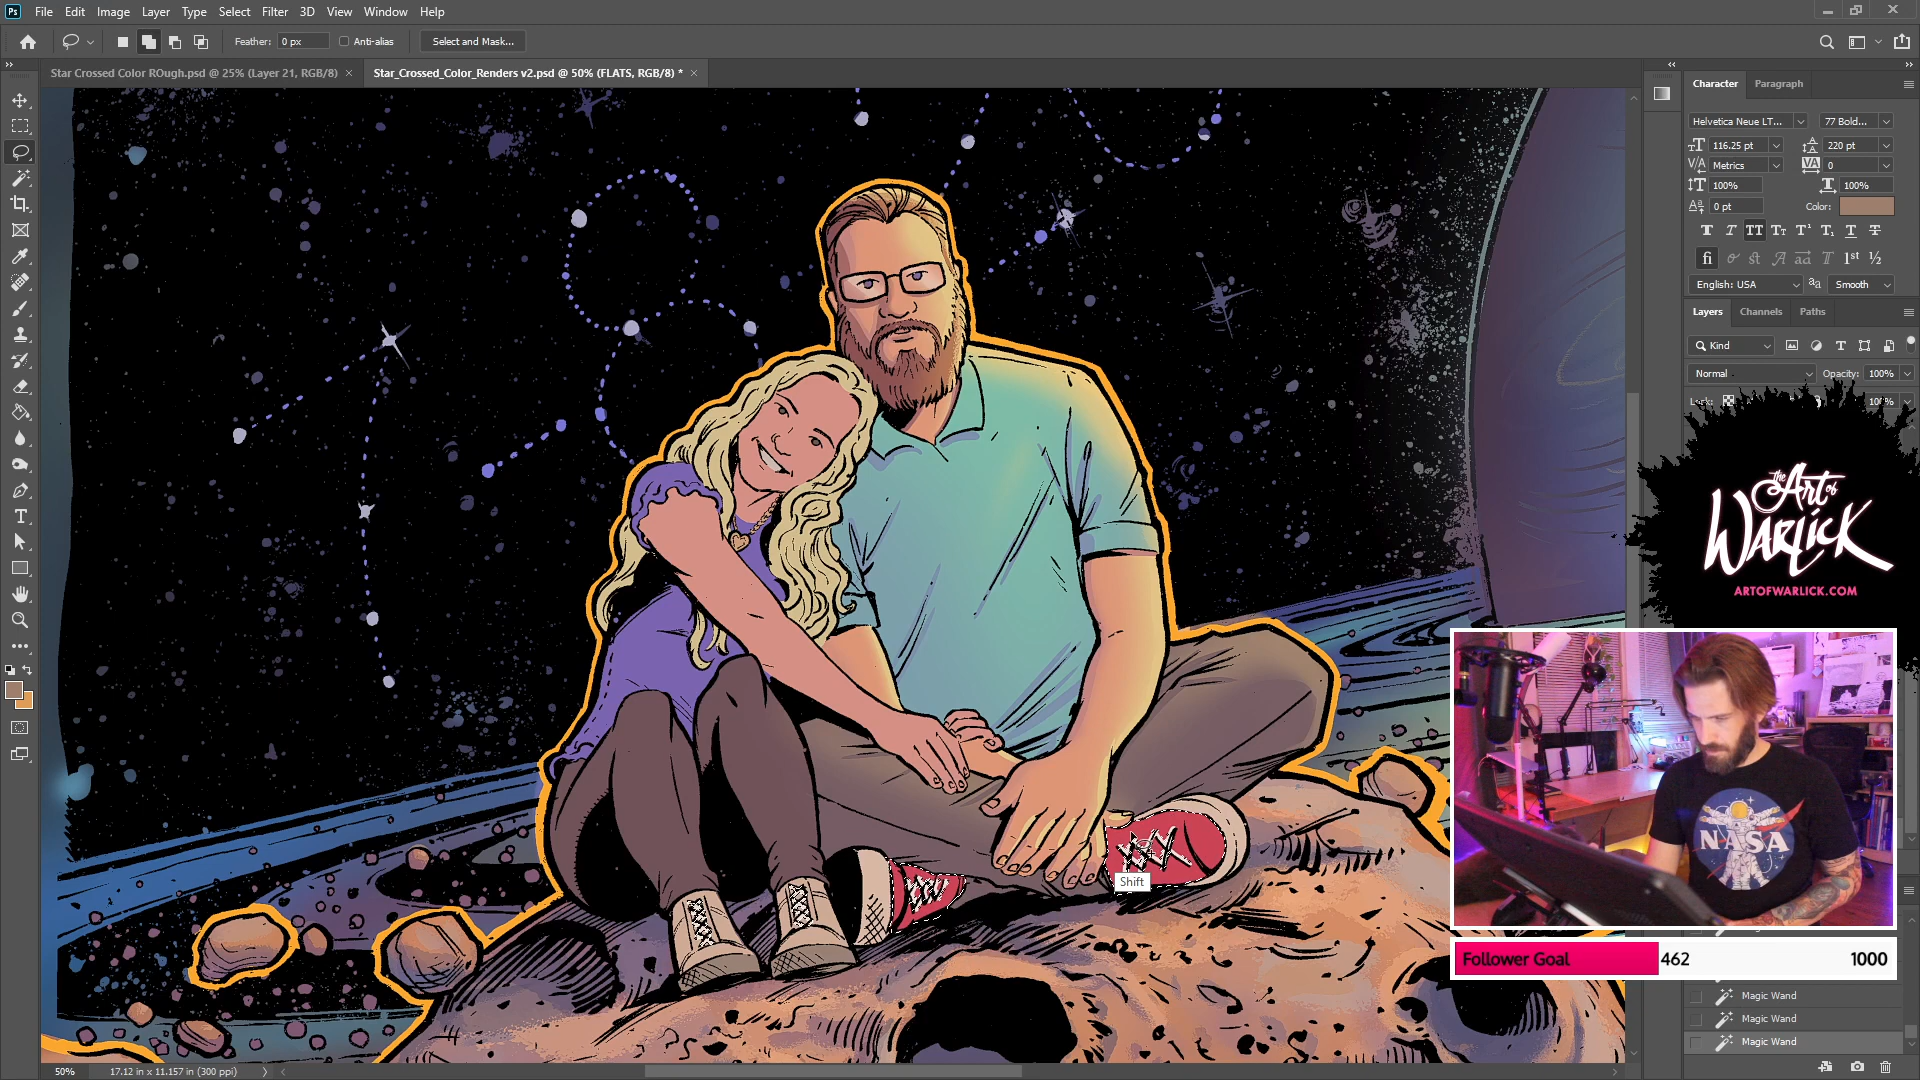 Ps File Edit Image Layer Type Select Filter 3D View Window Help
Feather: 0 px Anti-alias Select and Mask...
Star Crossed Color ROugh.psd @ 25% (Layer 21, RGB/8) × Star_Crossed_Color_Renders v2.psd @ 50% (FLATS, RGB/8) * ×
Character Paragraph
Helvetica Neue LT... 77 Bold...
116.25 pt 220 pt
Metrics 0
100% 100%
0 pt Color:
English: USA Smooth
Layers Channels Paths
Kind
Normal Opacity: 100%
Lock: 100%
the Art of
Warlick
ARTOFWARLICK.COM
NASA
Shift
Follower Goal 462 1000
Magic Wand
Magic Wand
Magic Wand
50% 17.12 in x 11.157 in (300 ppi)